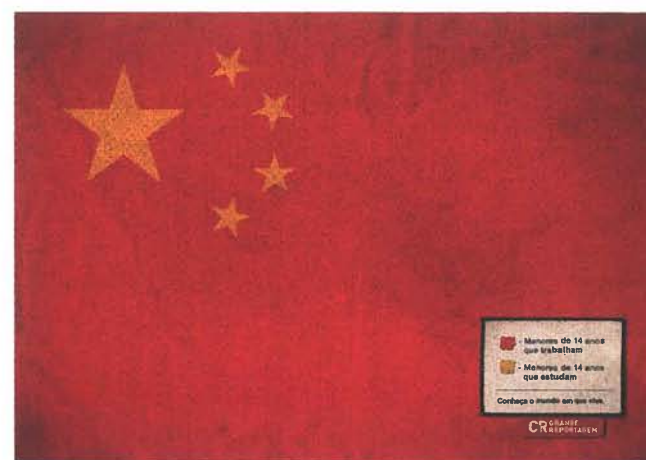 - Menores de 14 anos
que trabalham
- Menores de 14 anos
que estudam
Conheça o mundo em que vive.
GR GRANDE
REPORTAGEM